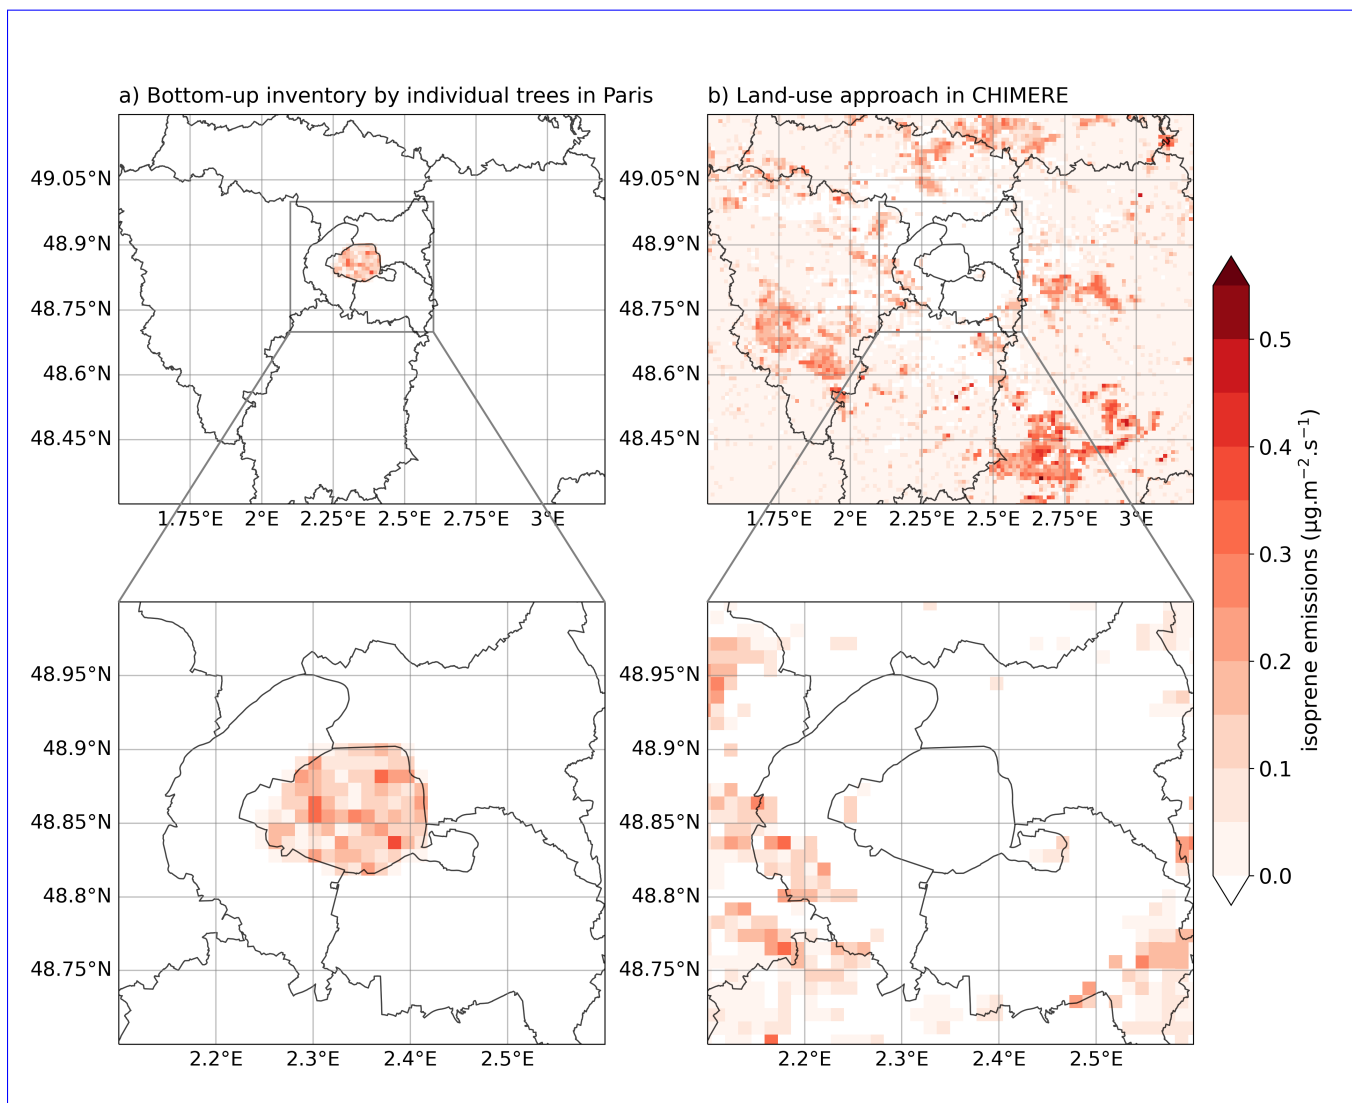 a) Bottom-up inventory by individual trees in Paris
b) Land-use approach in CHIMERE
49.05°N
48.9°N
48.75°N
48.6°N
48.45°N
1.75°E 2°E 2.25°E 2.5°E 2.75°E 3°E
49.05°N
48.9°N
48.75°N
48.6°N
48.45°N
1.75°E 2°E 2.25°E 2.5°E 2.75°E 3°E
48.95°N
48.9°N
48.85°N
48.8°N
48.75°N
2.2°E 2.3°E 2.4°E 2.5°E
48.95°N
48.9°N
48.85°N
48.8°N
48.75°N
2.2°E 2.3°E 2.4°E 2.5°E
0.5
0.4
0.3
0.2
0.1
0.0
isoprene emissions (µg.m⁻².s⁻¹)